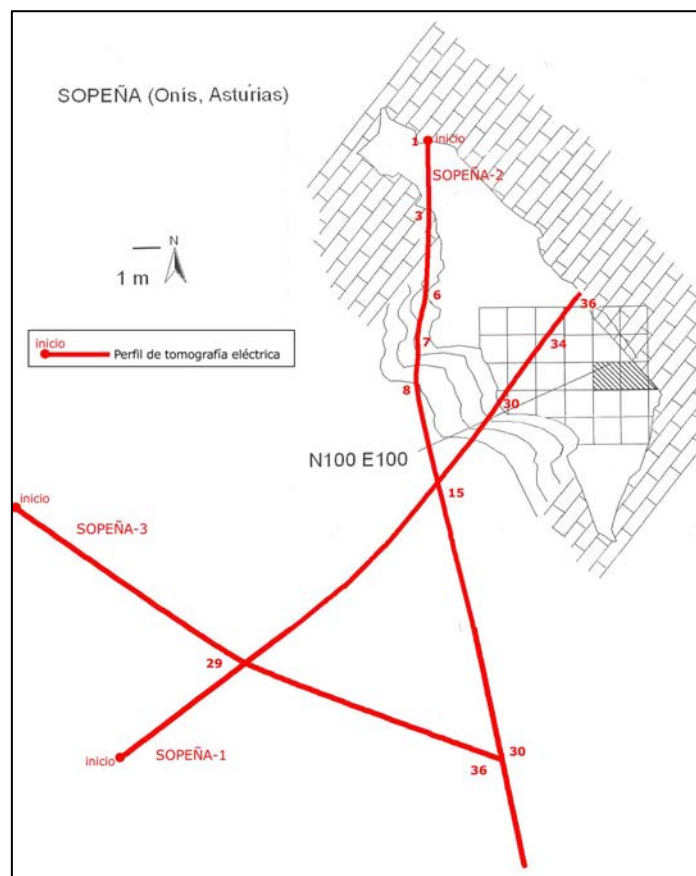 SOPEÑA (Onís, Astúrias)
1 inicio
SOPEÑA-2
3
N
1 m
6
36
inicio
Perfil de tomografía eléctrica
7
34
8
30
N100 E100
15
inicio
SOPEÑA-3
29
30
inicio
SOPEÑA-1
36